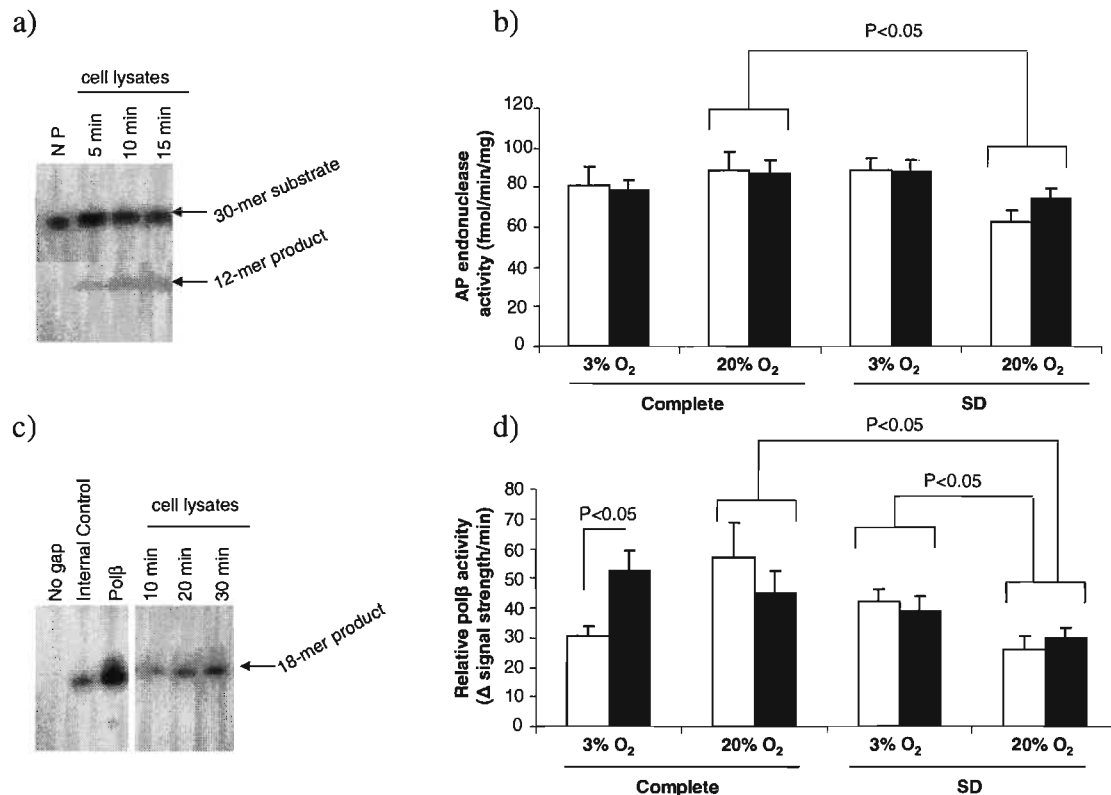 a)
cell lysates
N P
5 min
10 min
15 min
30-mer substrate
12-mer product
b)
P<0.05
AP endonuclease
activity (fmol/min/mg)
120
100
80
60
40
20
0
3% O₂ 20% O₂ 3% O₂ 20% O₂
Complete SD
c)
No gap
Internal Control
Polβ
cell lysates
10 min
20 min
30 min
18-mer product
d)
P<0.05
P<0.05
P<0.05
Relative polβ activity
(Δ signal strength/min)
80
70
60
50
40
30
20
10
0
3% O₂ 20% O₂ 3% O₂ 20% O₂
Complete SD